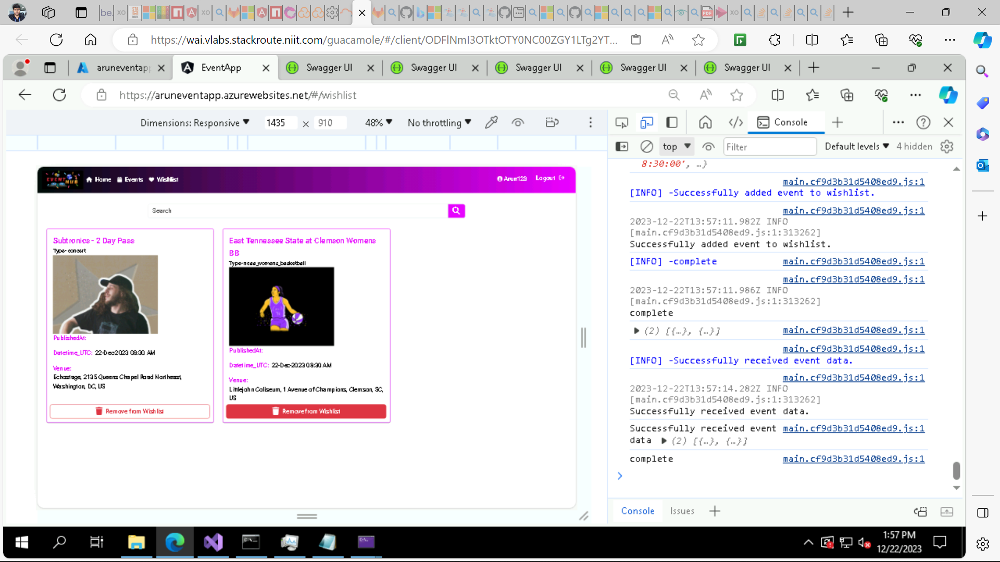 be.
https://wai.vlabs.stackroute.niit.com/guacamole/#/client/ODFlNmI3OTktOTY0NC00ZGY1LTg2YT...
aruneventapp
EventApp
Swagger UI
Swagger UI
Swagger UI
Swagger UI
Swagger UI
https://aruneventapp.azurewebsites.net/#/wishlist
Dimensions: Responsive 1435 × 910 48% No throttling
Console
top Filter Default levels 4 hidden
8:30:00', …}
main.cf9d3b31d5408ed9.js:1
[INFO] -Successfully added event to wishlist.
main.cf9d3b31d5408ed9.js:1
2023-12-22T13:57:11.982Z INFO
[main.cf9d3b31d5408ed9.js:1:313262]
Successfully added event to wishlist.
[INFO] -complete main.cf9d3b31d5408ed9.js:1
main.cf9d3b31d5408ed9.js:1
2023-12-22T13:57:11.986Z INFO
[main.cf9d3b31d5408ed9.js:1:313262]
complete
(2) [{…}, {…}] main.cf9d3b31d5408ed9.js:1
main.cf9d3b31d5408ed9.js:1
[INFO] -Successfully received event data.
main.cf9d3b31d5408ed9.js:1
2023-12-22T13:57:14.282Z INFO
[main.cf9d3b31d5408ed9.js:1:313262]
Successfully received event data.
Successfully received event main.cf9d3b31d5408ed9.js:1
data (2) [{…}, {…}]
complete main.cf9d3b31d5408ed9.js:1
Console Issues
EVENT HUB
Home Events Wishlist Arun123 Logout
Search
Subtronics - 2 Day Pass
Type- concert
PublishedAt:
Datetime_UTC: 22-Dec-2023 08:30 AM
Venue:
Echostage, 2135 Queens Chapel Road Northeast,
Washington, DC, US
Remove from Wishlist
East Tennessee State at Clemson Womens
BB
Type-ncaa_womens_basketball
PublishedAt:
Datetime_UTC: 22-Dec-2023 08:30 AM
Venue:
Littlejohn Coliseum, 1 Avenue of Champions, Clemson, SC,
US
Remove from Wishlist
1:57 PM
12/22/2023